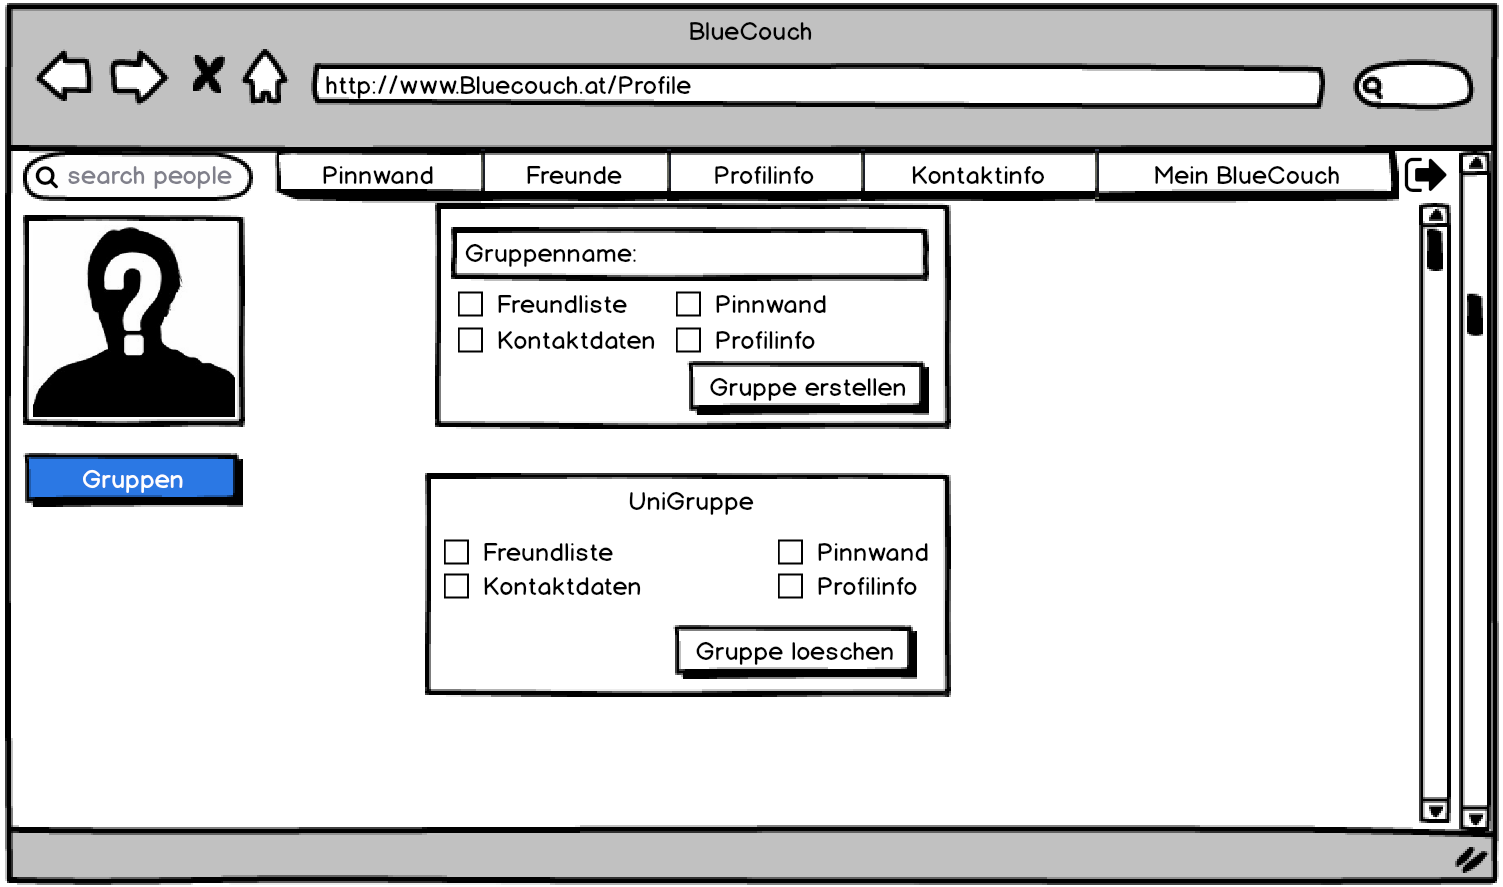 BlueCouch
http://www.Bluecouch.at/Profile
search people
Pinnwand
Freunde
Profilinfo
Kontaktinfo
Mein BlueCouch
Gruppenname:
Freundliste
Pinnwand
Kontaktdaten
Profilinfo
Gruppe erstellen
Gruppen
UniGruppe
Freundliste
Pinnwand
Kontaktdaten
Profilinfo
Gruppe loeschen